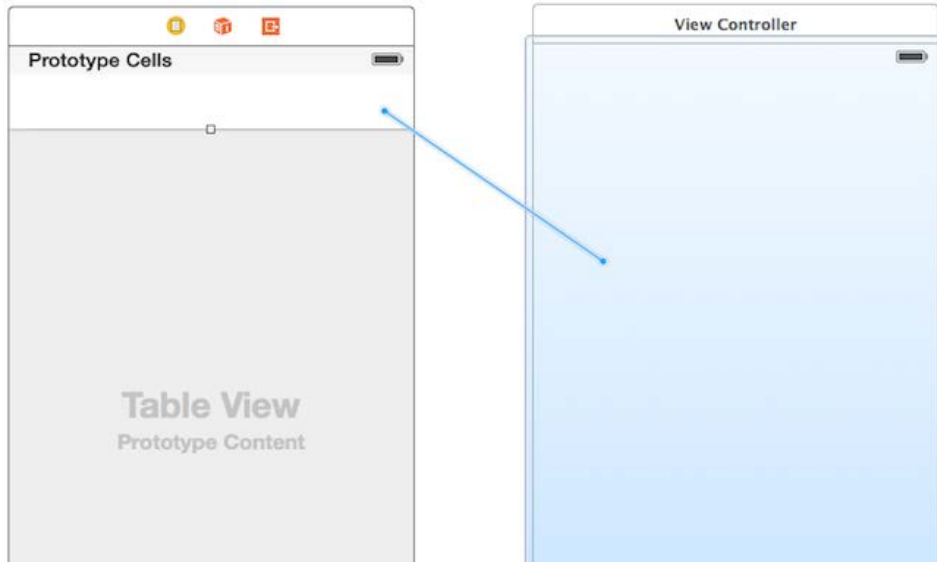 View Controller
Prototype Cells
Table View
Prototype Content